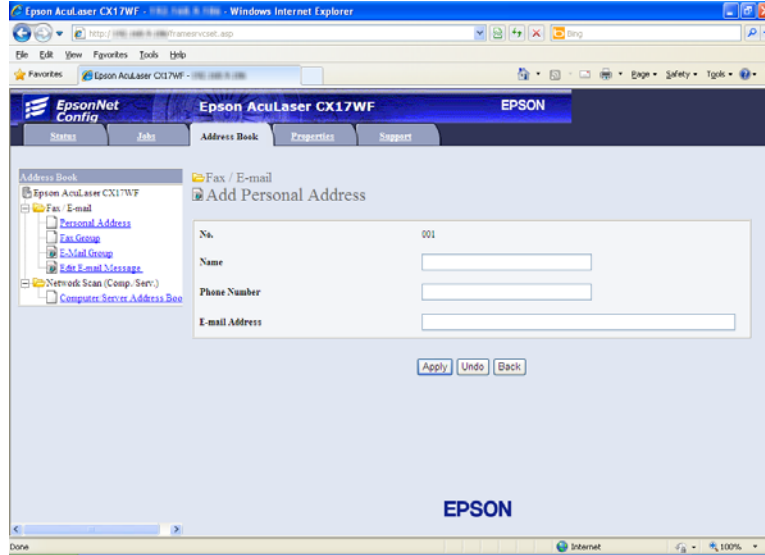 Epson AcuLaser CX17WF - - Windows Internet Explorer
http:// framesrvcset.asp
Bing
File Edit View Favorites Tools Help
Favorites Epson AcuLaser CX17WF -
Page Safety Tools
EpsonNet
Config
Epson AcuLaser CX17WF
EPSON
Status Jobs Address Book Properties Support
Address Book
Epson AcuLaser CX17WF
Fax / E-mail
Personal Address
Fax Group
E-Mail Group
Edit E-mail Message
Network Scan (Comp. Serv.)
Computer Server Address Boo
Fax / E-mail
Add Personal Address
No. 001
Name
Phone Number
E-mail Address
Apply Undo Back
EPSON
Done Internet 100%